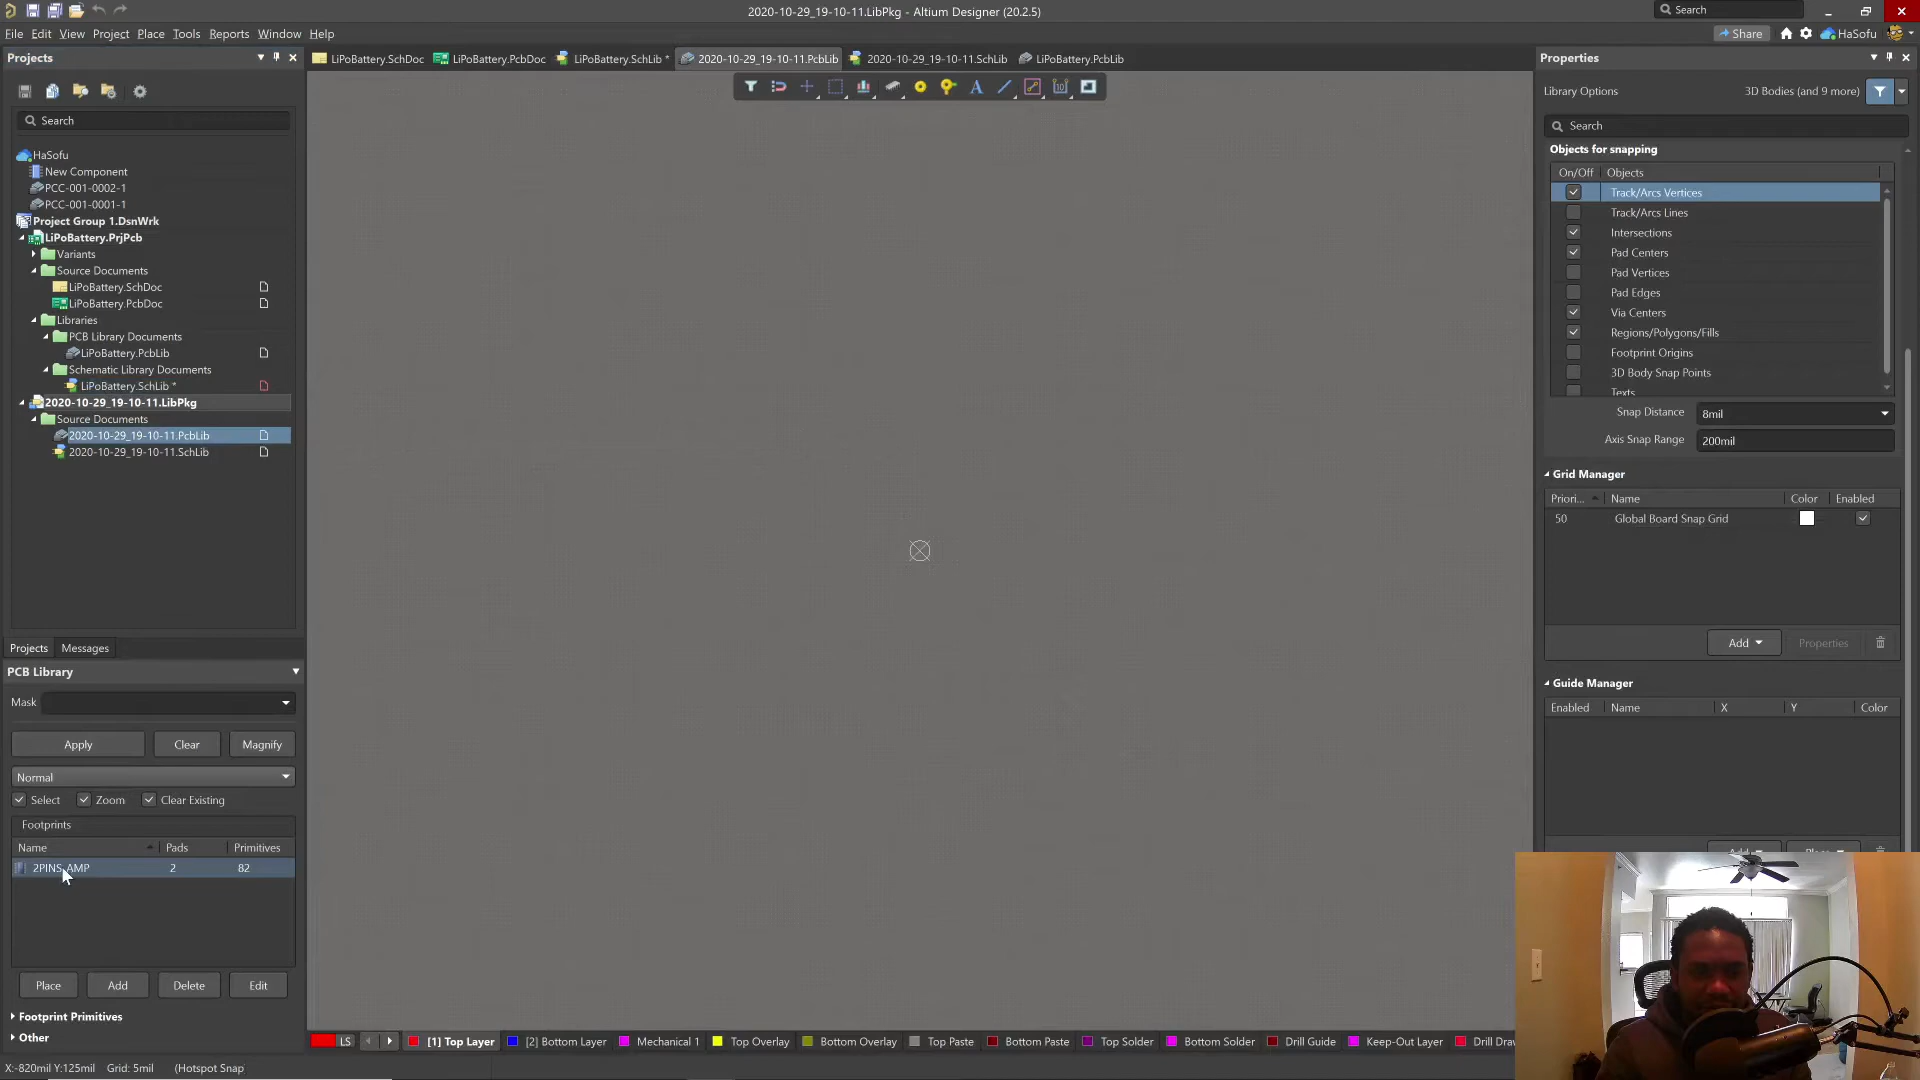 2020-10-29_19-10-11.LibPkg - Altium Designer (20.2.5)
Search
File Edit View Project Place Tools Reports Window Help
Share
HaSofu
Projects
LiPoBattery.SchDoc
LiPoBattery.PcbDoc
LiPoBattery.SchLib *
2020-10-29_19-10-11.PcbLib
2020-10-29_19-10-11.SchLib
LiPoBattery.PcbLib
Properties
Library Options
3D Bodies (and 9 more)
Search
Search
HaSofu
New Component
PCC-001-0002-1
PCC-001-0001-1
Project Group 1.DsnWrk
LiPoBattery.PrjPcb
Variants
Source Documents
LiPoBattery.SchDoc
LiPoBattery.PcbDoc
Libraries
PCB Library Documents
LiPoBattery.PcbLib
Schematic Library Documents
LiPoBattery.SchLib *
2020-10-29_19-10-11.LibPkg
Source Documents
2020-10-29_19-10-11.PcbLib
2020-10-29_19-10-11.SchLib
Projects
Messages
PCB Library
Mask
Apply
Clear
Magnify
Normal
Select
Zoom
Clear Existing
Footprints
Name Pads Primitives
2PINS_AMP 2 82
Place
Add
Delete
Edit
Footprint Primitives
Other
Objects for snapping
On/Off Objects
Track/Arcs Vertices
Track/Arcs Lines
Intersections
Pad Centers
Pad Vertices
Pad Edges
Via Centers
Regions/Polygons/Fills
Footprint Origins
3D Body Snap Points
Texts
Snap Distance 8mil
Axis Snap Range 200mil
Grid Manager
Priori... Name Color Enabled
50 Global Board Snap Grid
Add
Properties
Guide Manager
Enabled Name X Y Color
LS
[1] Top Layer
[2] Bottom Layer
Mechanical 1
Top Overlay
Bottom Overlay
Top Paste
Bottom Paste
Top Solder
Bottom Solder
Drill Guide
Keep-Out Layer
Drill Draw
X:-820mil Y:125mil Grid: 5mil (Hotspot Snap